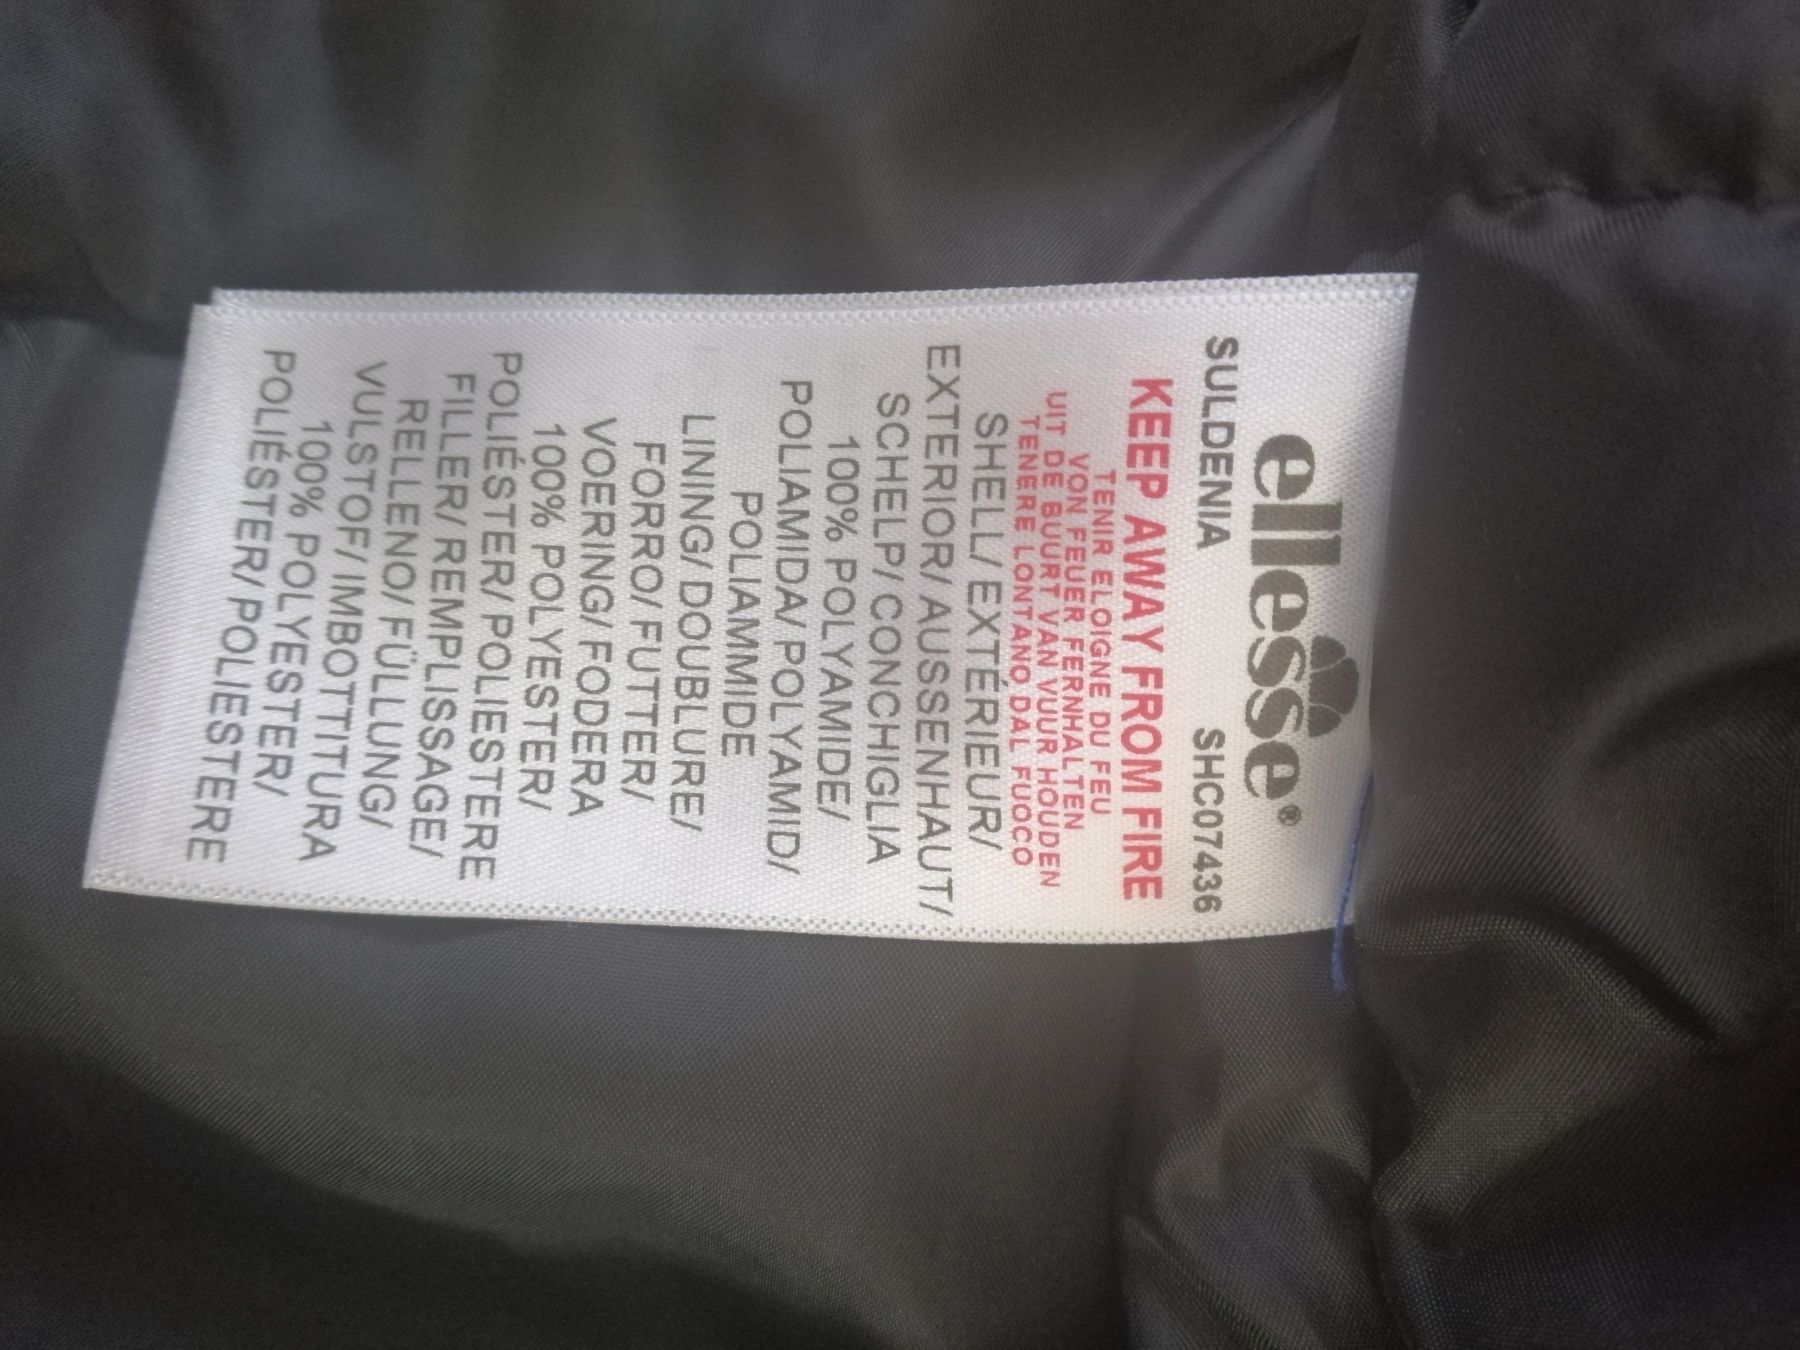 ellesse®
SULDENIA SHC07436
KEEP AWAY FROM FIRE
TENIR ELOIGNE DU FEU
VON FEUER FERNHALTEN
UIT DE BUURT VAN VUUR HOUDEN
TENERE LONTANO DAL FUOCO
SHELL/ EXTÉRIEUR/
EXTERIOR/ AUSSENHAUT/
SCHELP/ CONCHIGLIA
100% POLYAMIDE/
POLIAMIDA/ POLYAMID/
POLIAMMIDE
LINING/ DOUBLURE/
FORRO/ FUTTER/
VOERING/ FODERA
100% POLYESTER/
POLIÉSTER/ POLIESTERE
FILLER/ REMPLISSAGE/
RELLENO/ FÜLLUNG/
VULSTOF/ IMBOTTITURA
100% POLYESTER/
POLIÉSTER/ POLIESTERE